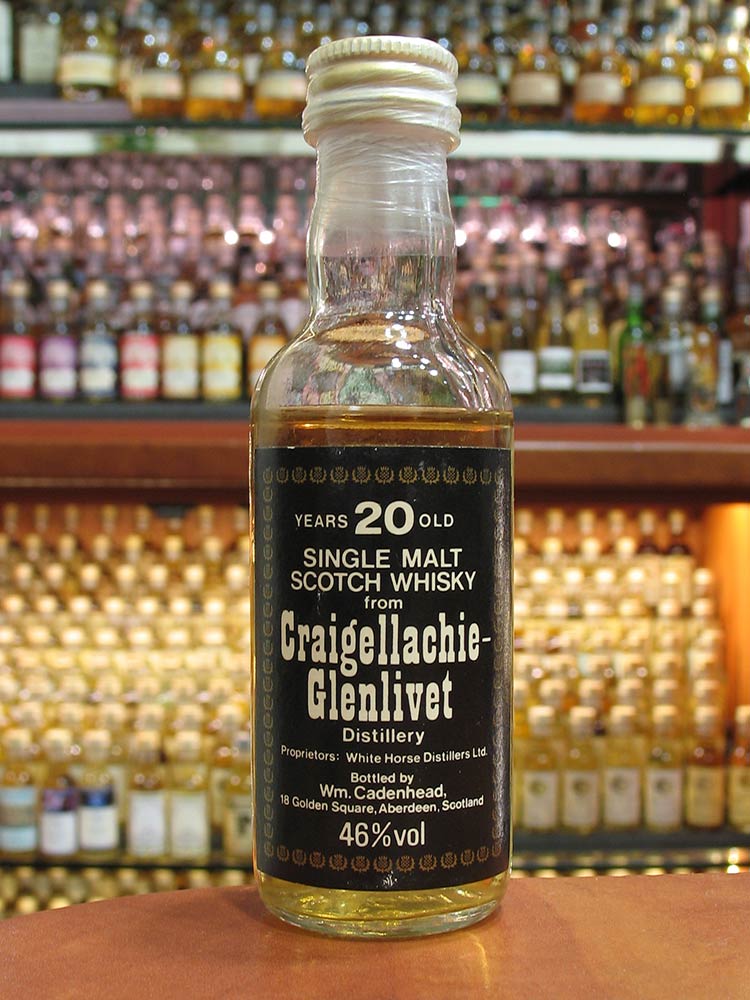 YEARS 20 OLD
SINGLE MALT
SCOTCH WHISKY
from
Craigellachie-
Glenlivet
Distillery
Proprietors: White Horse Distillers Ltd.
Bottled by
Wm. Cadenhead,
18 Golden Square, Aberdeen, Scotland
46%vol